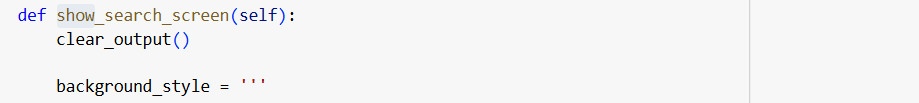 def show_search_screen(self):
    clear_output()
    background_style = '''